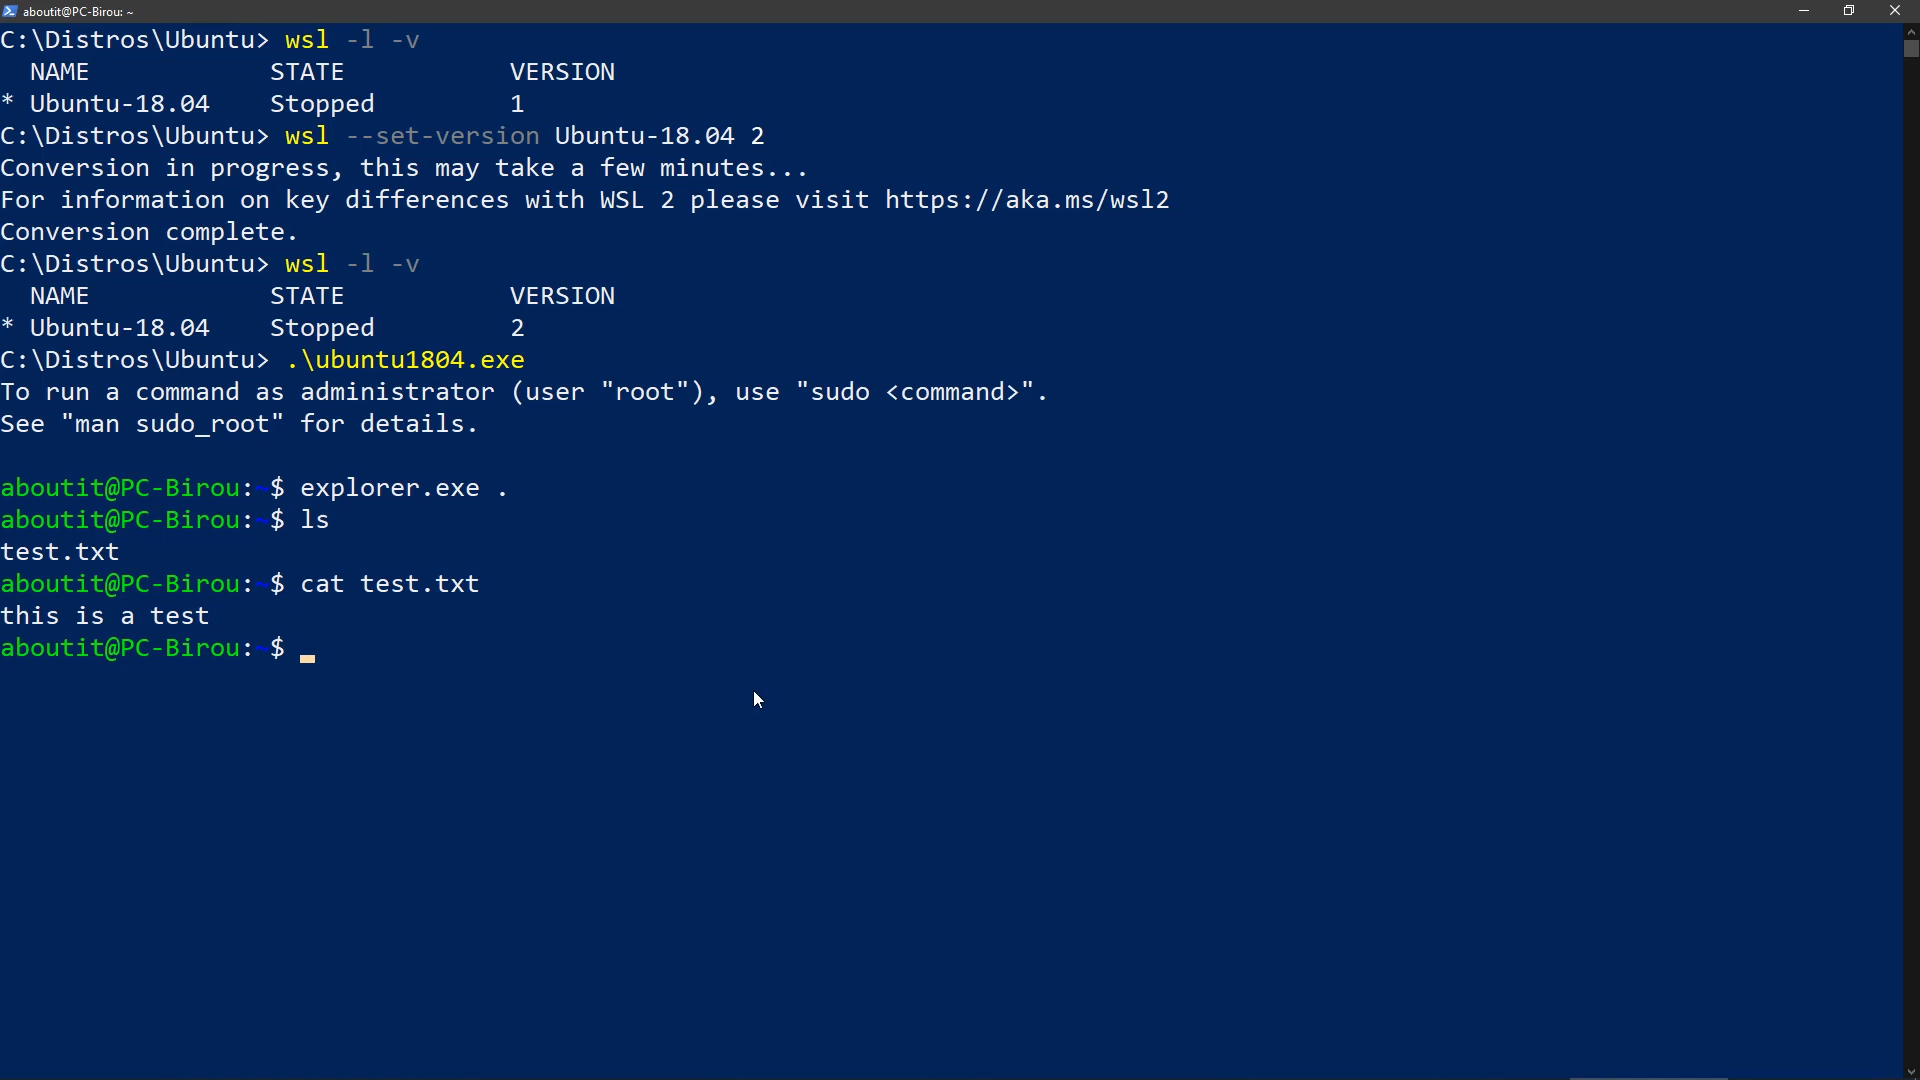 aboutit@PC-Birou: ~
C:\Distros\Ubuntu> wsl -l -v
  NAME            STATE           VERSION
* Ubuntu-18.04    Stopped         1
C:\Distros\Ubuntu> wsl --set-version Ubuntu-18.04 2
Conversion in progress, this may take a few minutes...
For information on key differences with WSL 2 please visit https://aka.ms/wsl2
Conversion complete.
C:\Distros\Ubuntu> wsl -l -v
  NAME            STATE           VERSION
* Ubuntu-18.04    Stopped         2
C:\Distros\Ubuntu> .\ubuntu1804.exe
To run a command as administrator (user "root"), use "sudo <command>".
See "man sudo_root" for details.
aboutit@PC-Birou:~$ explorer.exe .
aboutit@PC-Birou:~$ ls
test.txt
aboutit@PC-Birou:~$ cat test.txt
this is a test
aboutit@PC-Birou:~$